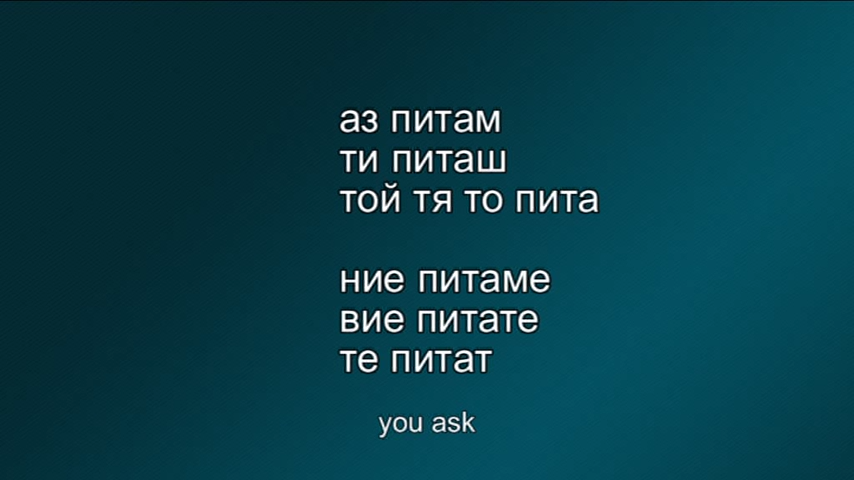 аз питам
ти питаш
той тя то пита
ние питаме
вие питате
те питат
you ask